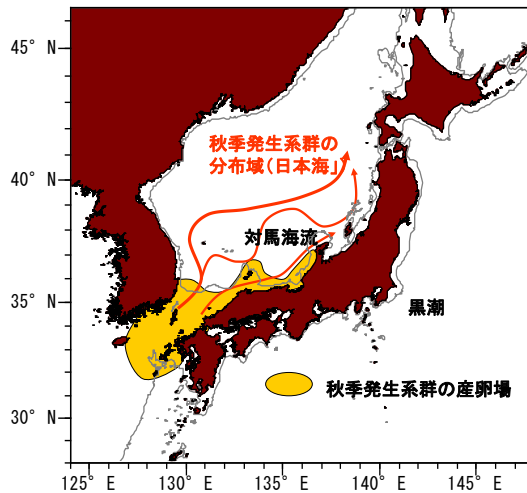 45° N
秋季発生系群の
分布域(日本海」
40° N
対馬海流
35° N
黒潮
秋季発生系群の産卵場
30° N
125° E
130° E
135° E
140° E
145° E